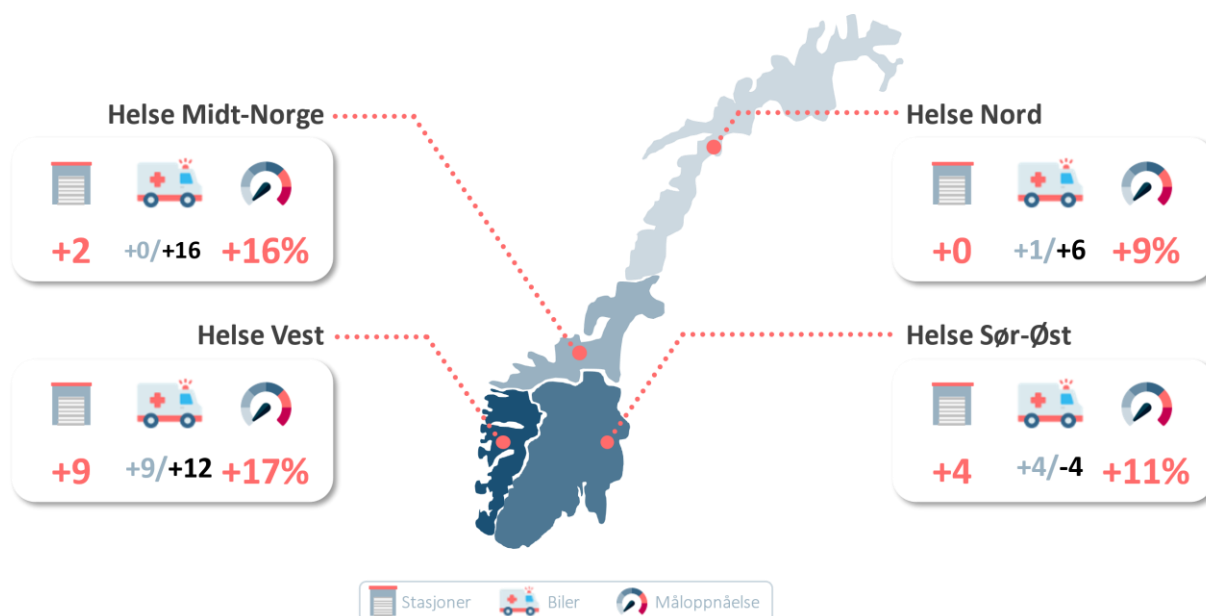 Helse Midt-Norge
+2 +0/+16 +16%
Helse Nord
+0 +1/+6 +9%
Helse Vest
+9 +9/+12 +17%
Helse Sør-Øst
+4 +4/-4 +11%
Stasjoner Biler Måloppnåelse